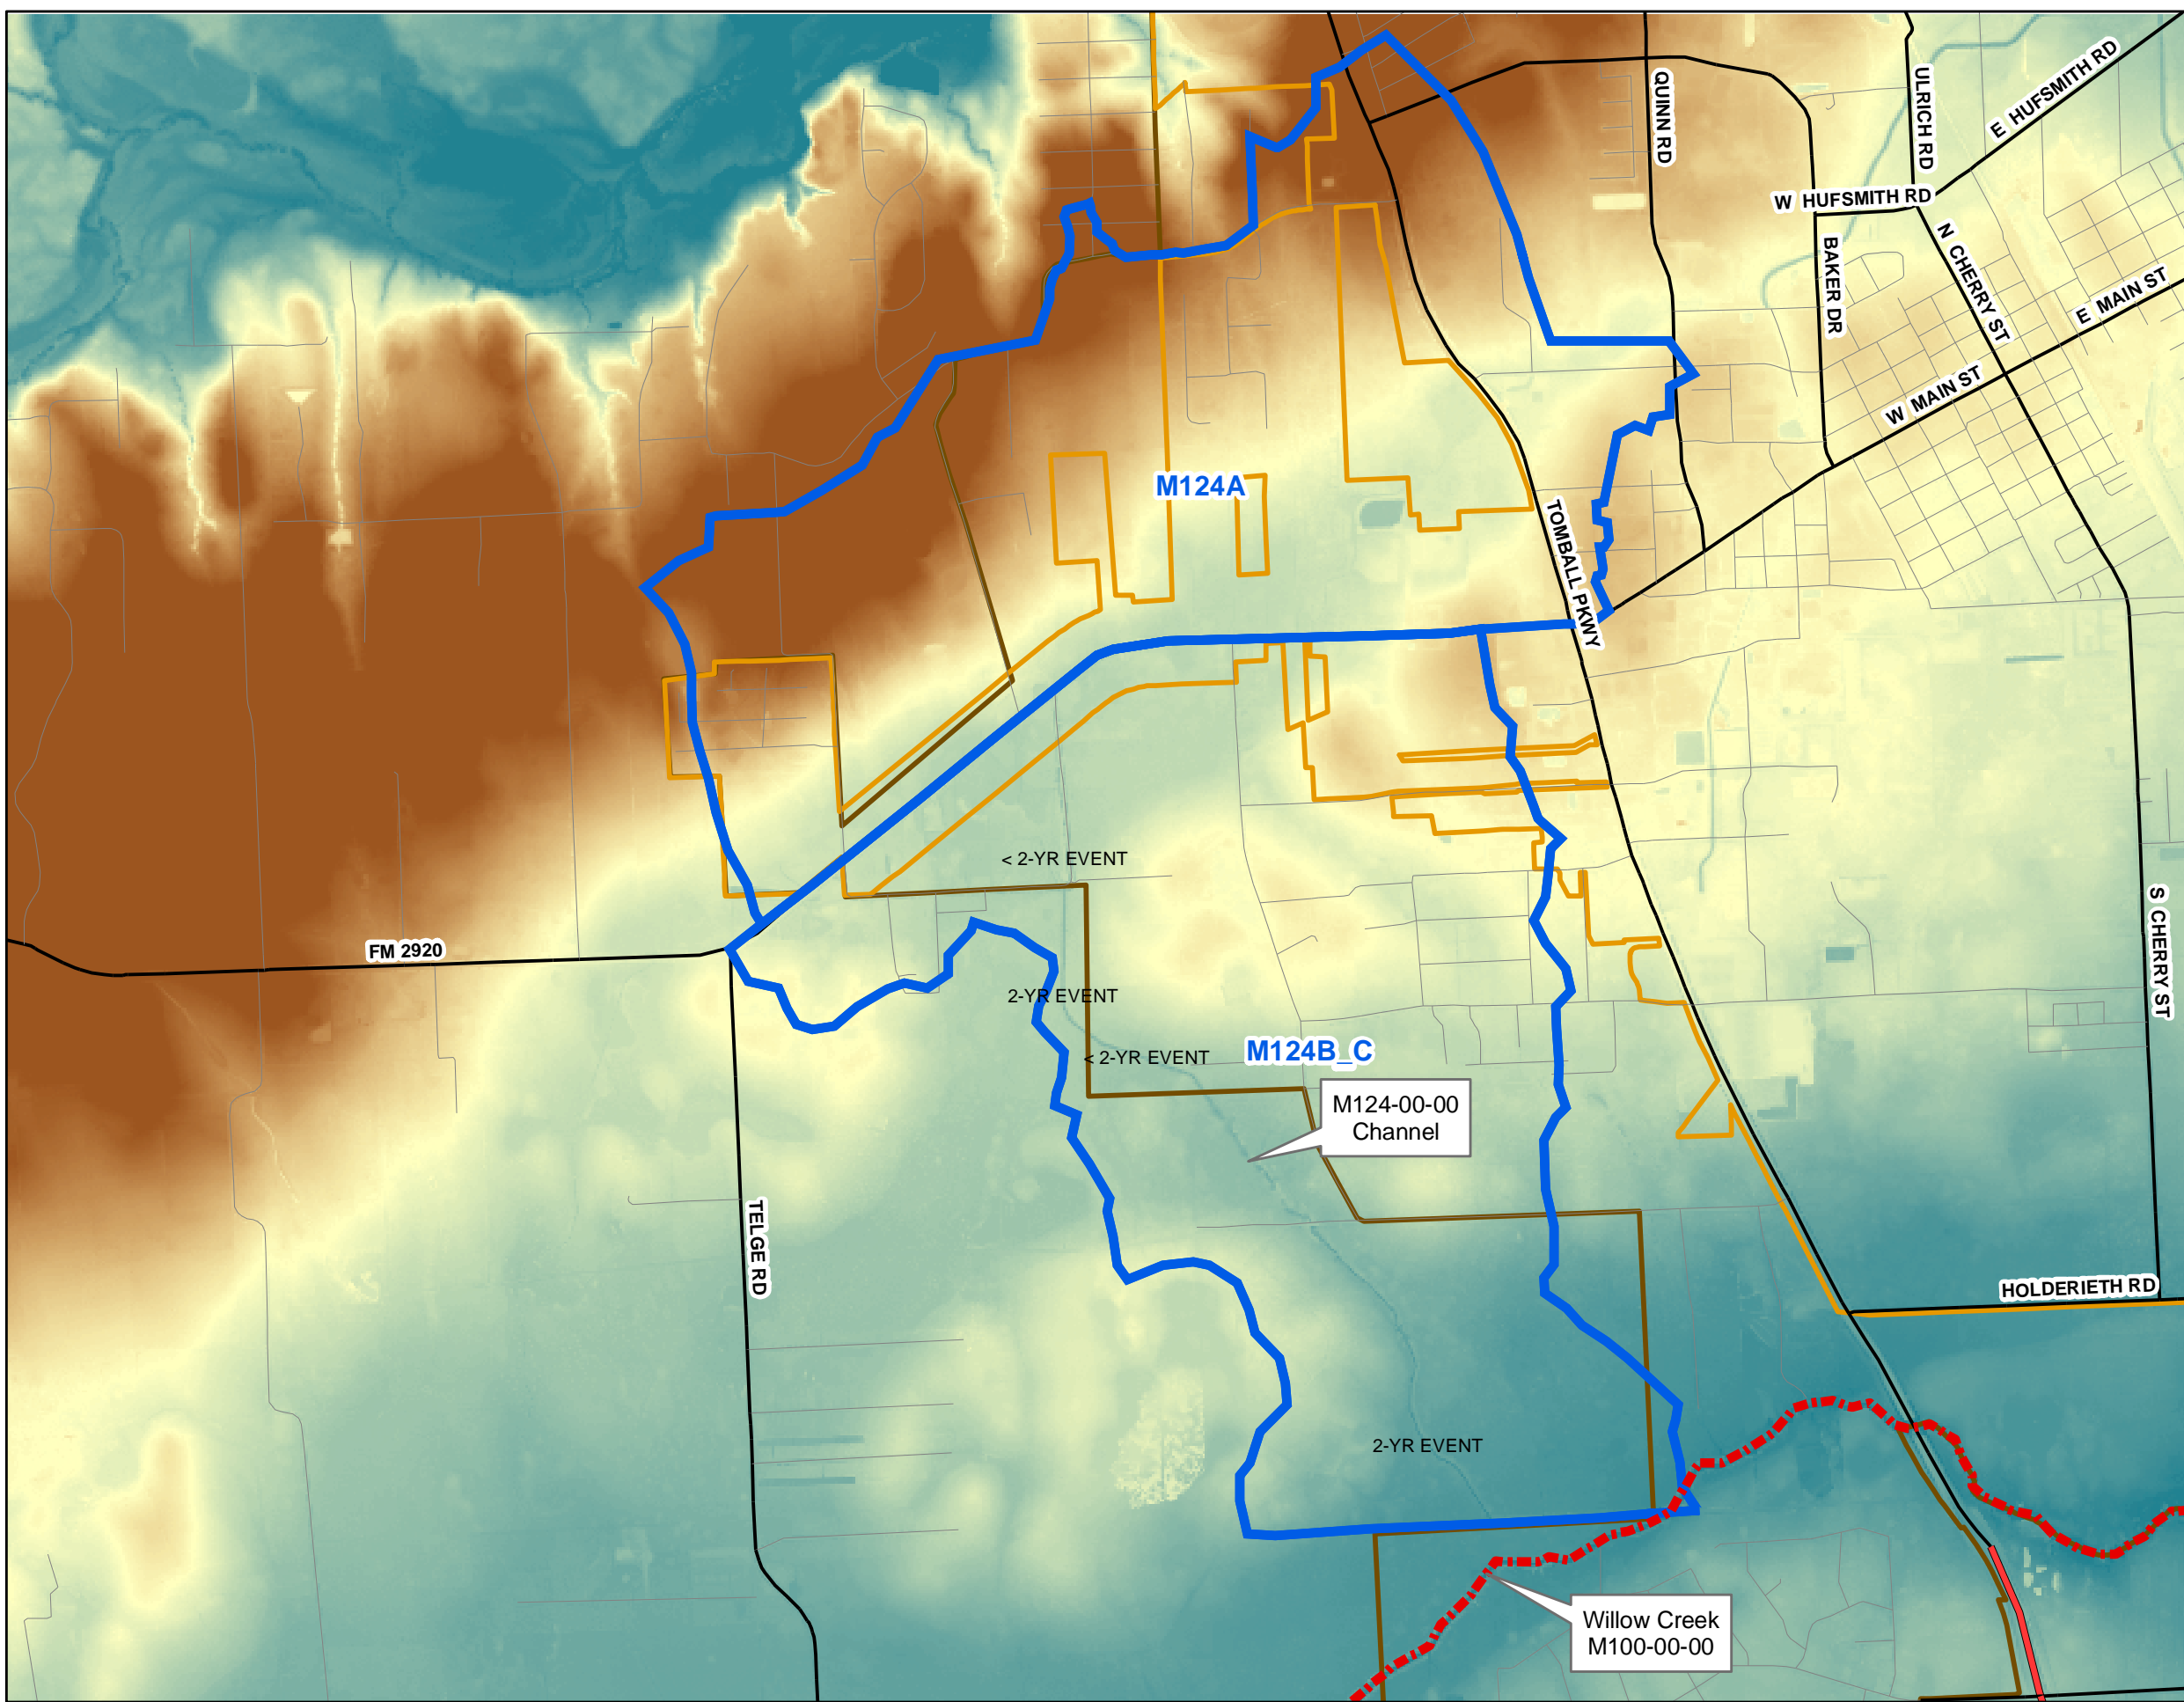 QUINN RD
ULRICH RD
E HUFSMITH RD
W HUFSMITH RD
BAKER DR
N CHERRY ST
E MAIN ST
W MAIN ST
M124A
TOMBALL PKWY
< 2-YR EVENT
FM 2920
S CHERRY ST
2-YR EVENT
< 2-YR EVENT
M124B_C
M124-00-00
Channel
TELGE RD
HOLDERIETH RD
2-YR EVENT
Willow Creek
M100-00-00